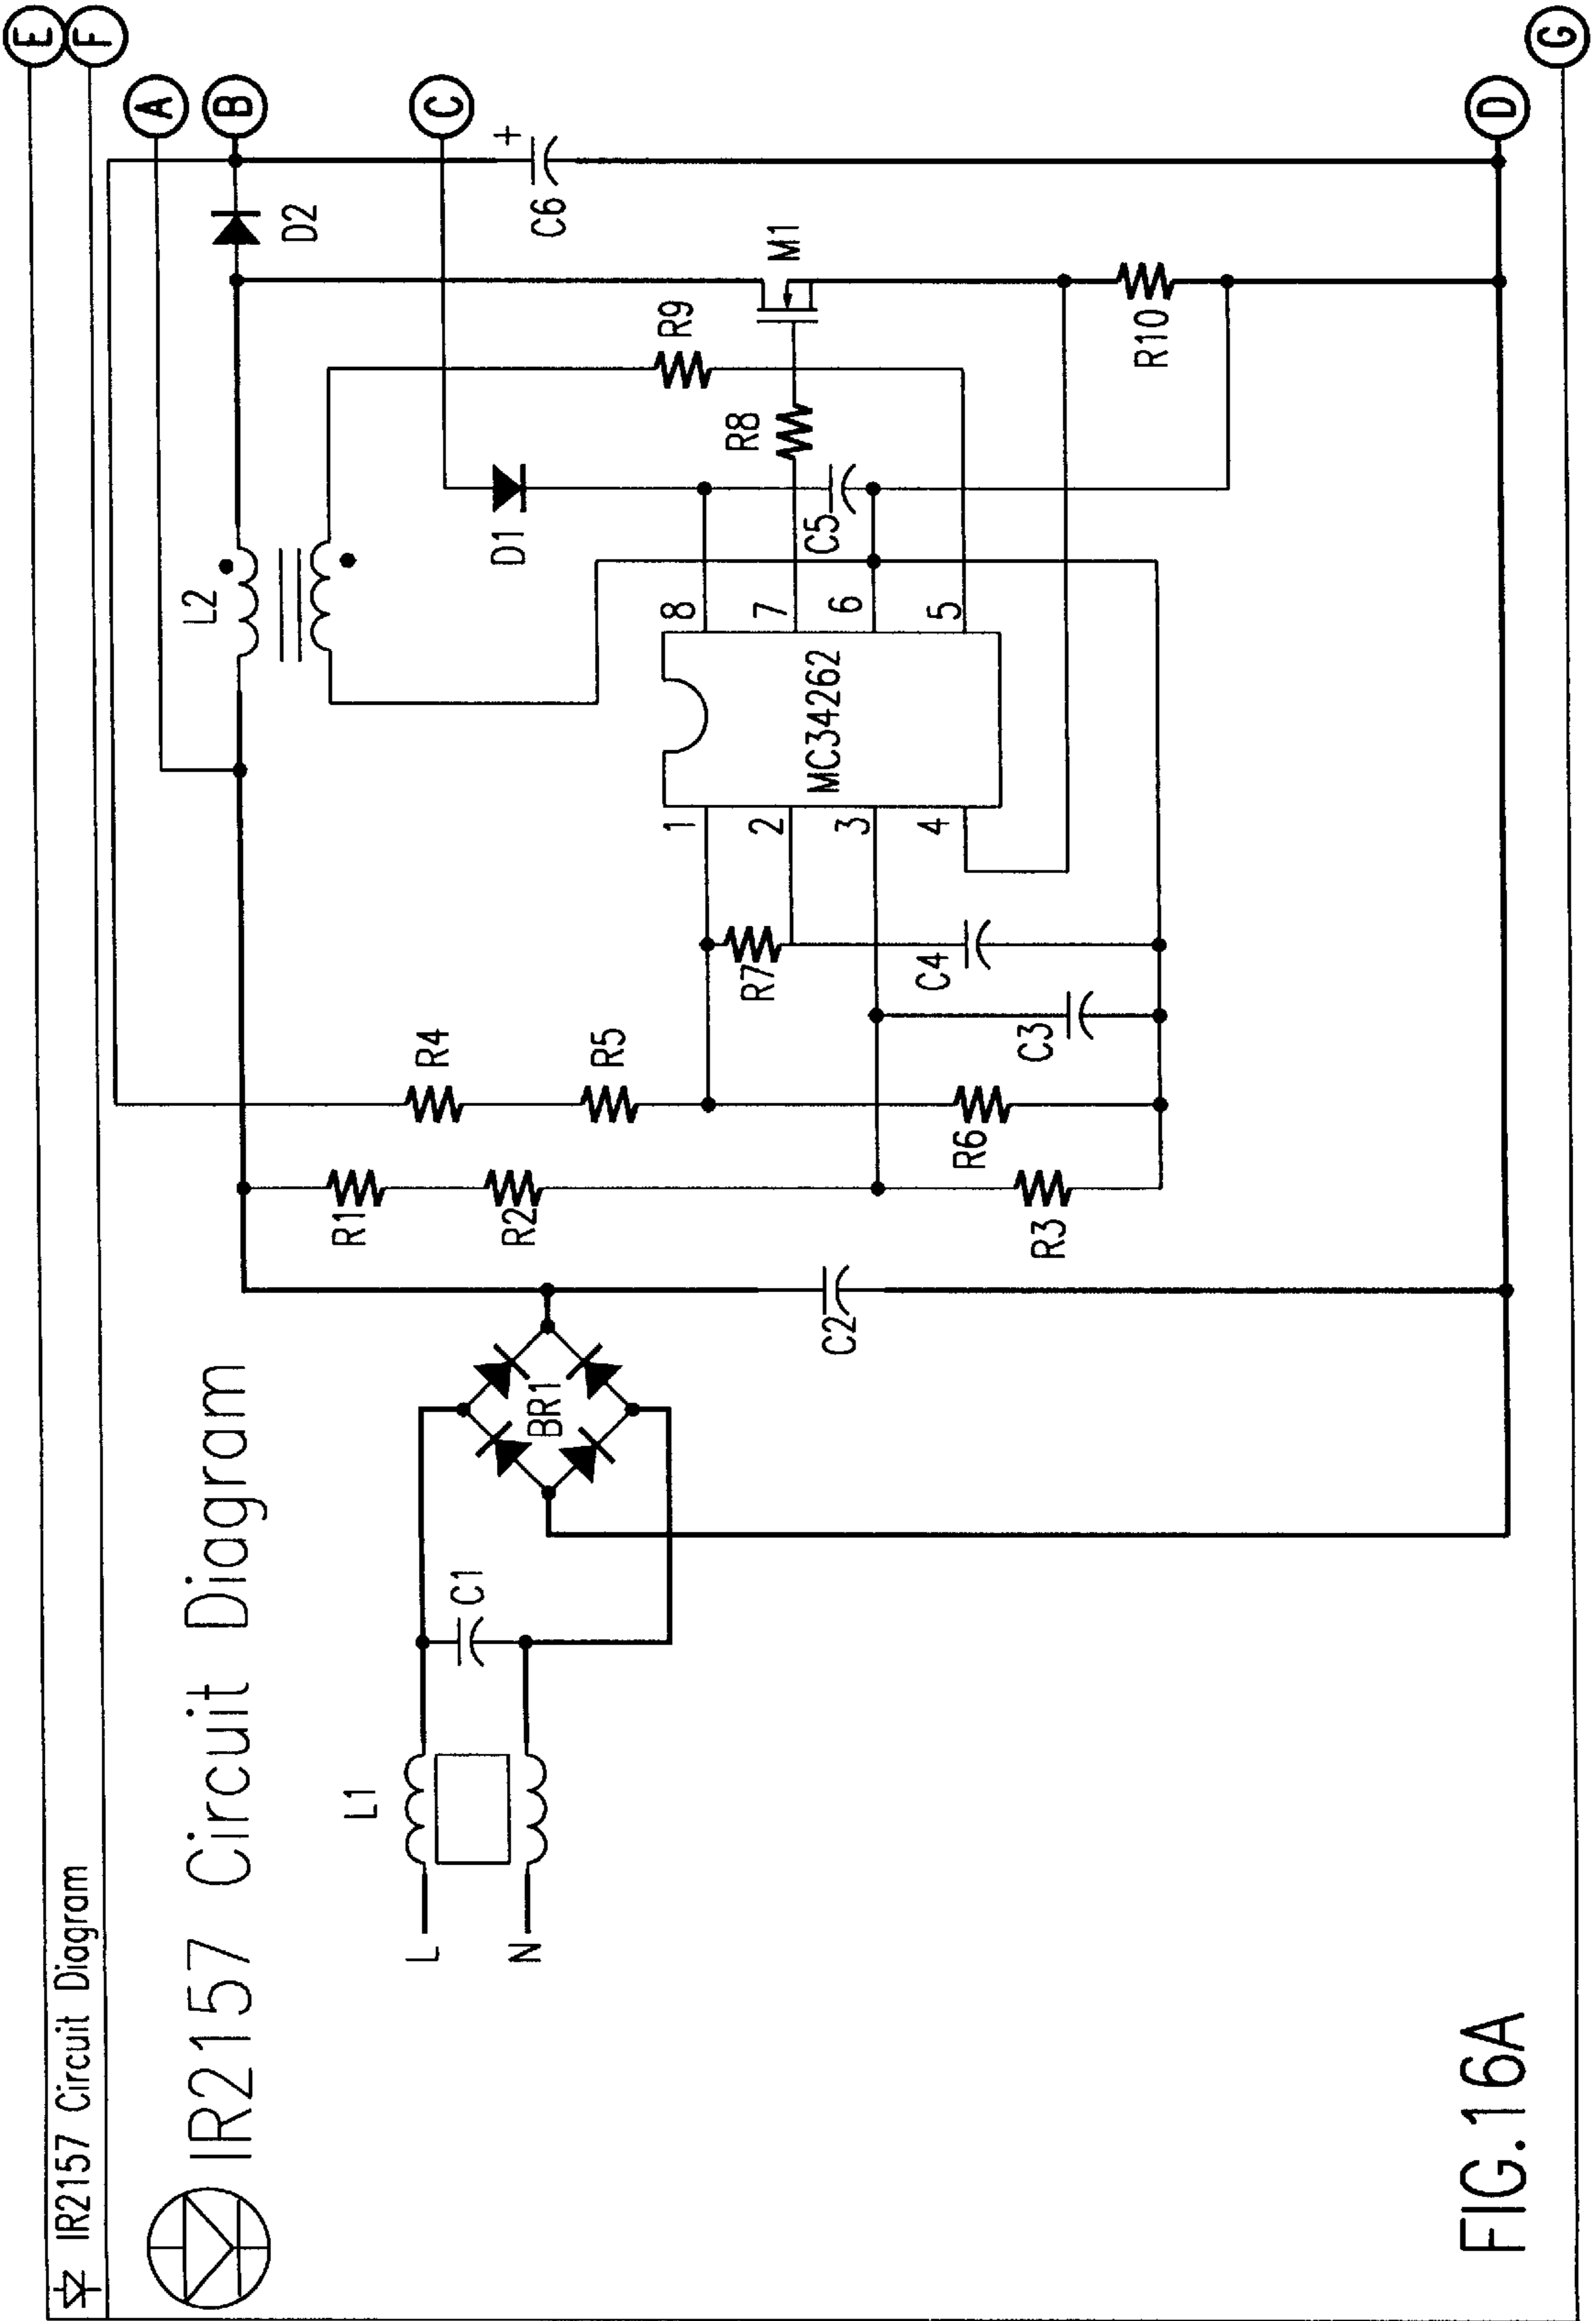 IR2157 Circuit Diagram
IR2157 Circuit Diagram
E
F
A
B
C
D
G
L
N
L1
C1
BR1
C2
R1
R2
R3
R4
R5
R6
R7
C3
C4
L2
1
2
3
4
MC34262
8
7
6
5
D1
C5
R8
R9
M1
R10
D2
+
C6
FIG.16A